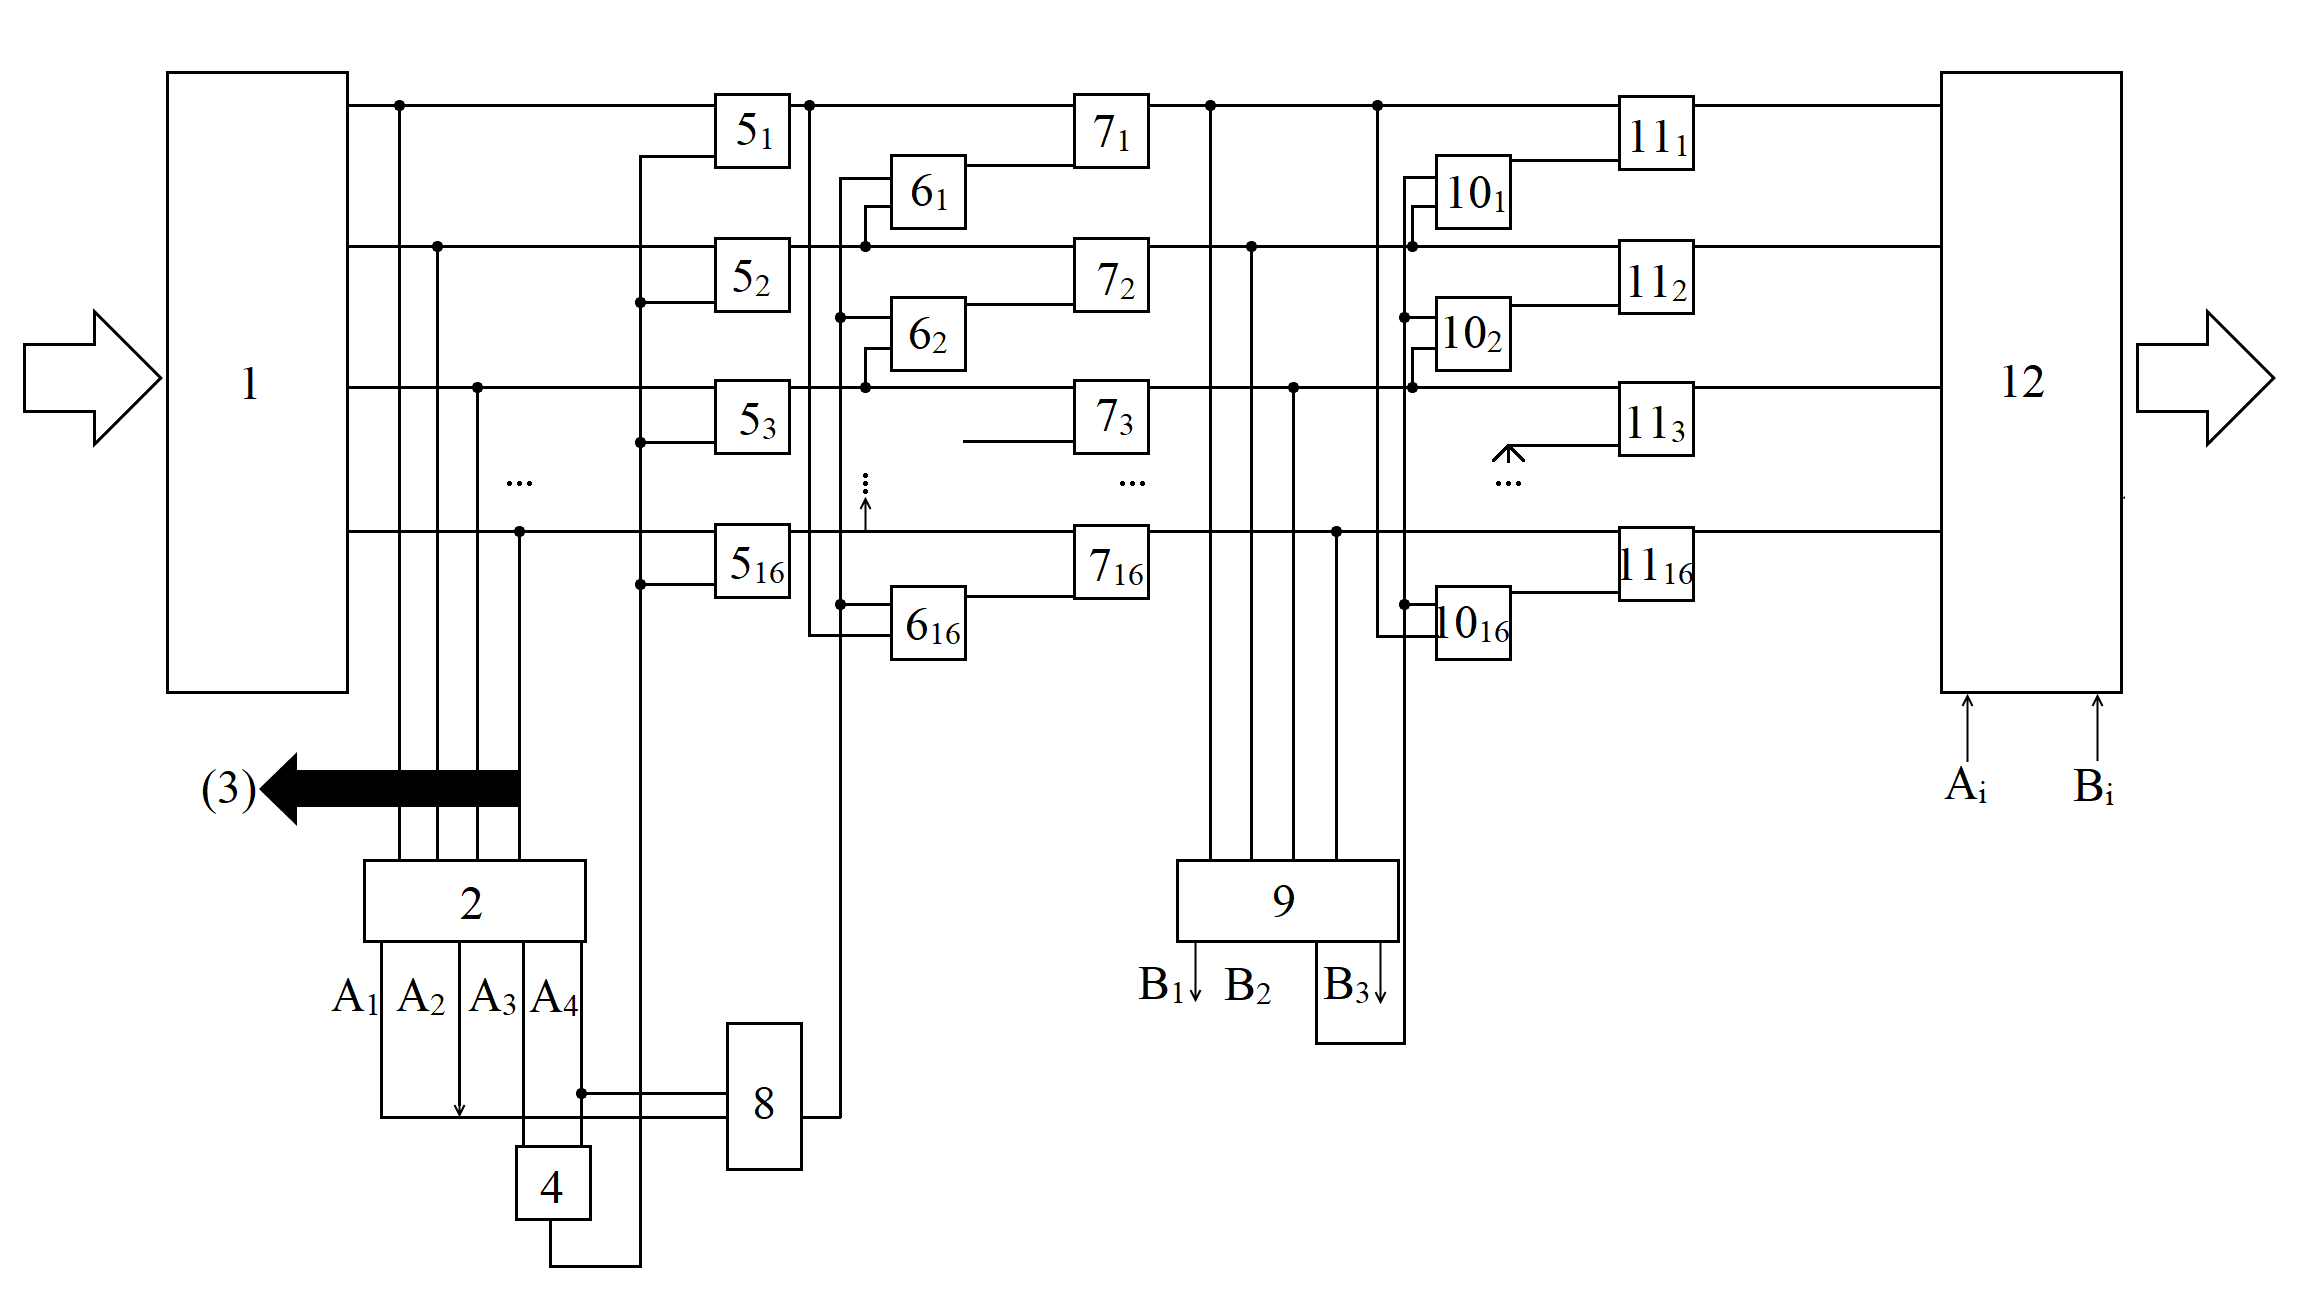 5₁ 7₁ 11₁
6₁ 10₁
5₂ 7₂ 11₂
6₂ 10₂
1 5₃ 7₃ 11₃ 12
... ... ... ...
5₁₆ 7₁₆ 11₁₆
6₁₆ 10₁₆
(3) Aᵢ Bᵢ
2 9
A₁ A₂ A₃ A₄ B₁ B₂ B₃
8
4